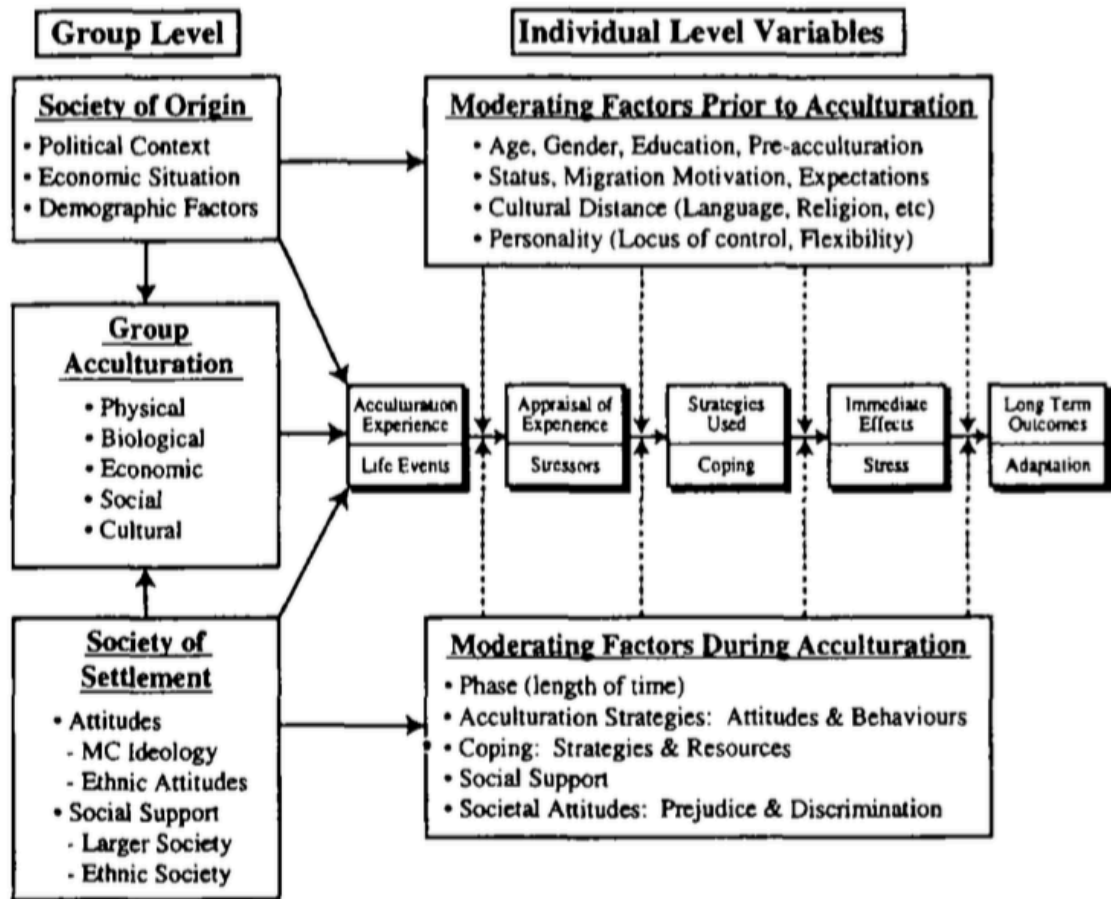 Group Level
Individual Level Variables
Society of Origin
• Political Context
• Economic Situation
• Demographic Factors
Moderating Factors Prior to Acculturation
• Age, Gender, Education, Pre-acculturation
• Status, Migration Motivation, Expectations
• Cultural Distance (Language, Religion, etc)
• Personality (Locus of control, Flexibility)
Group
Acculturation
• Physical
• Biological
• Economic
• Social
• Cultural
Acculturation
Experience
Life Events
Appraisal of
Experience
Stressors
Strategies
Used
Coping
Immediate
Effects
Stress
Long Term
Outcomes
Adaptation
Society of
Settlement
• Attitudes
- MC Ideology
- Ethnic Attitudes
• Social Support
- Larger Society
- Ethnic Society
Moderating Factors During Acculturation
• Phase (length of time)
• Acculturation Strategies: Attitudes & Behaviours
• Coping: Strategies & Resources
• Social Support
• Societal Attitudes: Prejudice & Discrimination